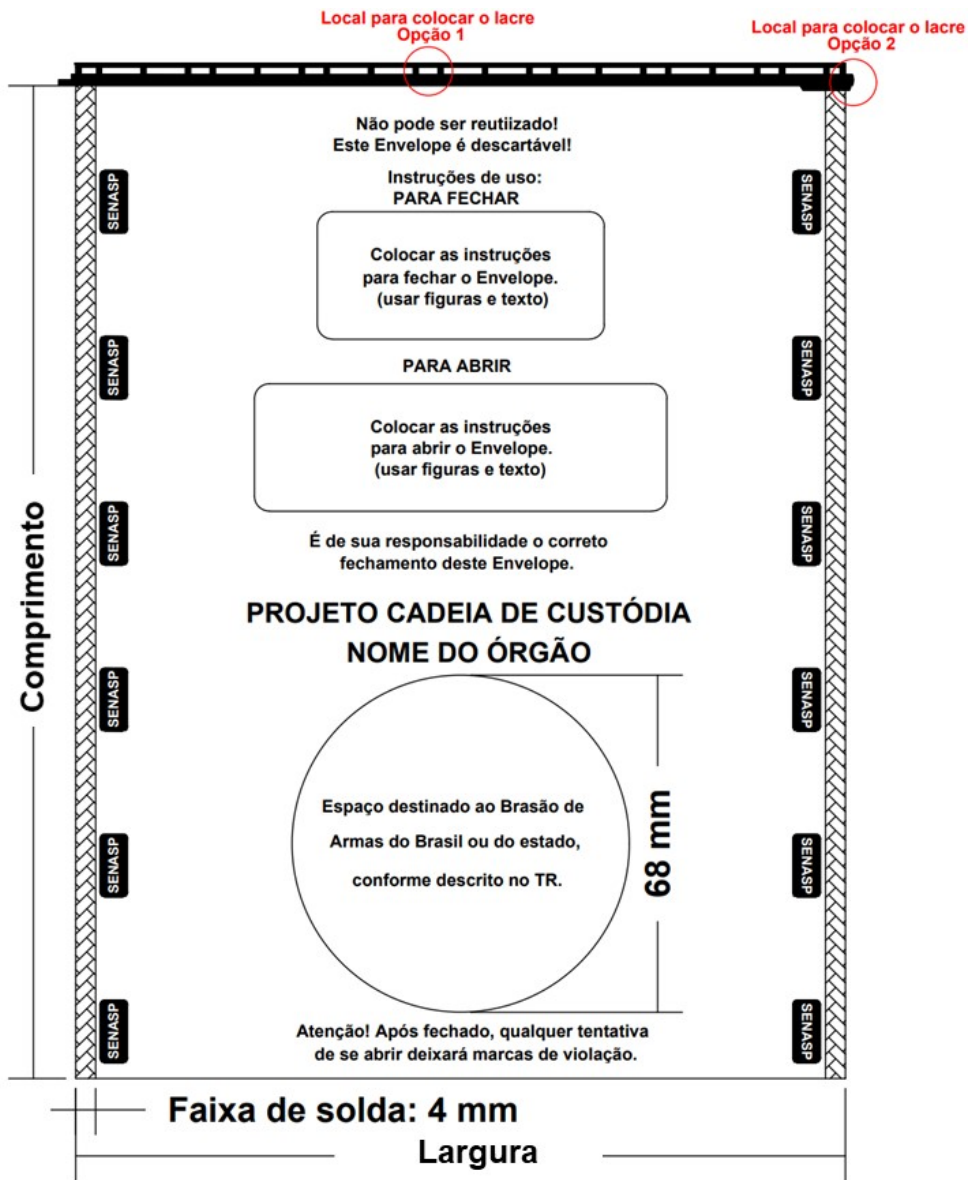 Local para colocar o lacre
Opção 1
Local para colocar o lacre
Opção 2
Não pode ser reutiizado!
Este Envelope é descartável!
Instruções de uso:
PARA FECHAR
SENASP
SENASP
Colocar as instruções
para fechar o Envelope.
(usar figuras e texto)
SENASP
SENASP
PARA ABRIR
Colocar as instruções
para abrir o Envelope.
(usar figuras e texto)
SENASP
SENASP
É de sua responsabilidade o correto
fechamento deste Envelope.
Comprimento
PROJETO CADEIA DE CUSTÓDIA
NOME DO ÓRGÃO
SENASP
SENASP
Espaço destinado ao Brasão de
Armas do Brasil ou do estado,
conforme descrito no TR.
68 mm
SENASP
SENASP
SENASP
SENASP
Atenção! Após fechado, qualquer tentativa
de se abrir deixará marcas de violação.
Faixa de solda: 4 mm
Largura